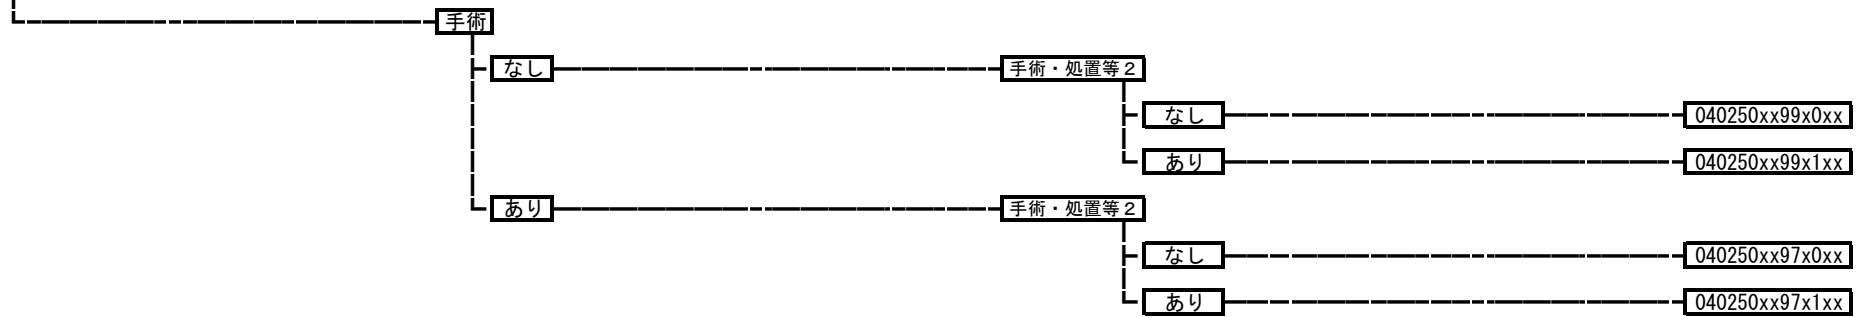 手術
なし 手術・処置等２
なし 040250xx99x0xx
あり 040250xx99x1xx
あり 手術・処置等２
なし 040250xx97x0xx
あり 040250xx97x1xx